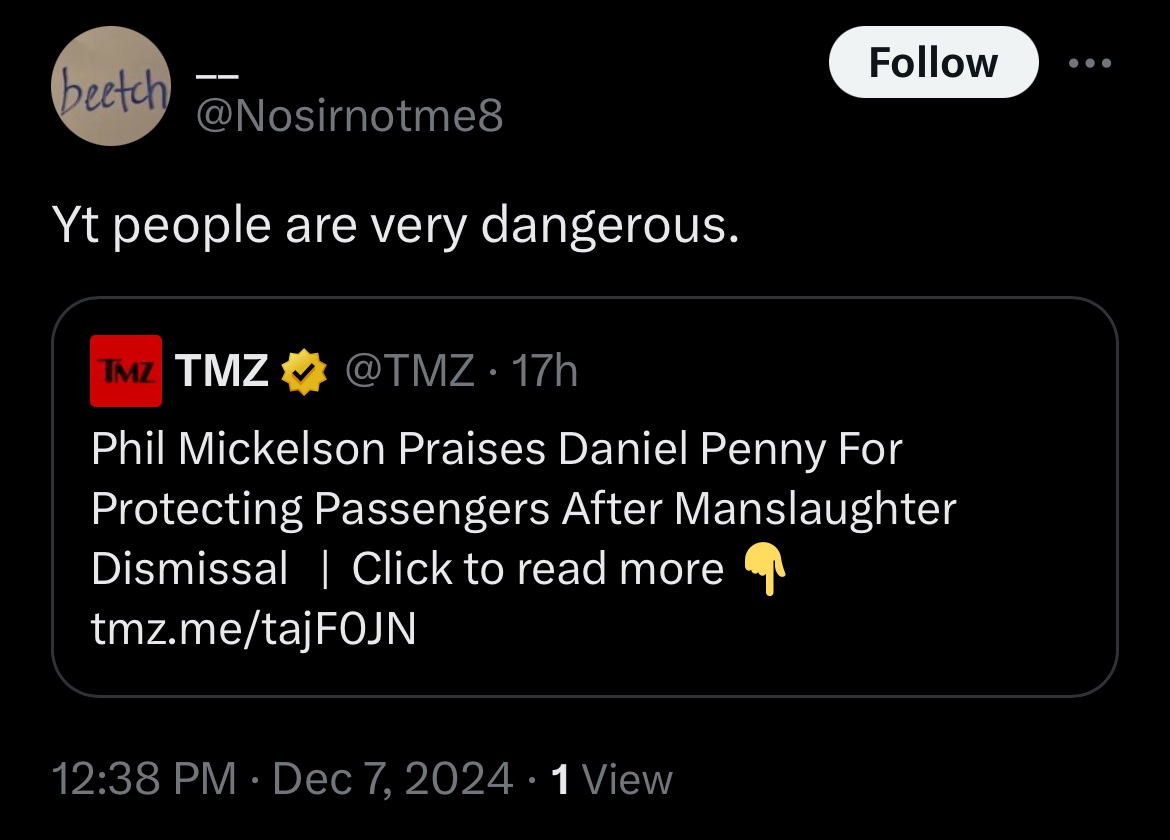 beetch
__
@Nosirnotme8
Follow
Yt people are very dangerous.
TMZ
TMZ @TMZ · 17h
Phil Mickelson Praises Daniel Penny For
Protecting Passengers After Manslaughter
Dismissal | Click to read more 👇
tmz.me/tajF0JN
12:38 PM · Dec 7, 2024 · 1 View